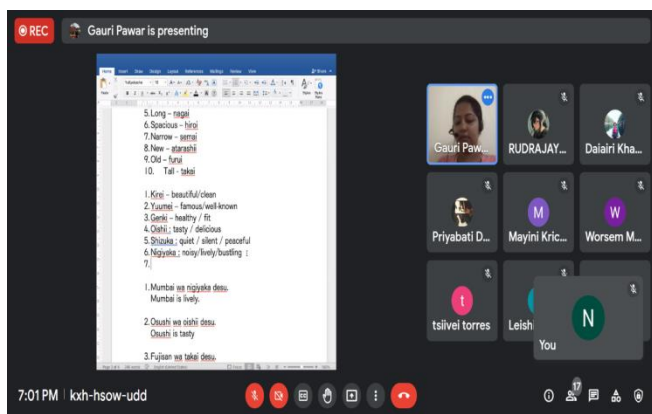 REC
Gauri Pawar is presenting
5. Long – nagai
6. Spacious – hiroi
7. Narrow – semai
8. New – atarashii
9. Old – furui
10. Tall - takai
1. Kirei – beautiful/clean
2. Yuumei – famous/well-known
3. Genki – healthy / fit
4. Oishii : tasty / delicious
5. Shizuka : quiet / silent / peaceful
6. Nigiyaka : noisy/lively/bustling :
7.
1. Mumbai wa nigiyaka desu.
Mumbai is lively.
2. Osushi wa oishii desu.
Osushi is tasty
3. Fujisan wa takai desu.
Gauri Paw...
RUDRAJAY...
Daiairi Kha...
Priyabati D...
M
Mayini Kric...
W
Worsem M...
t
tsiivei torres
Leishi
N
You
7:01 PM | kxh-hsow-udd
17